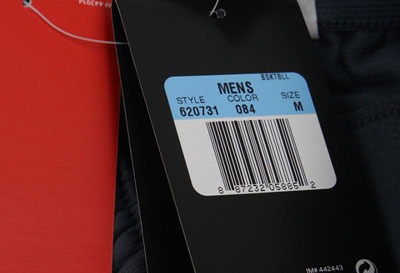 BSKTBLL
MENS
STYLE COLOR SIZE
620731 084 M
8 87232 05885 2
IM# 442443